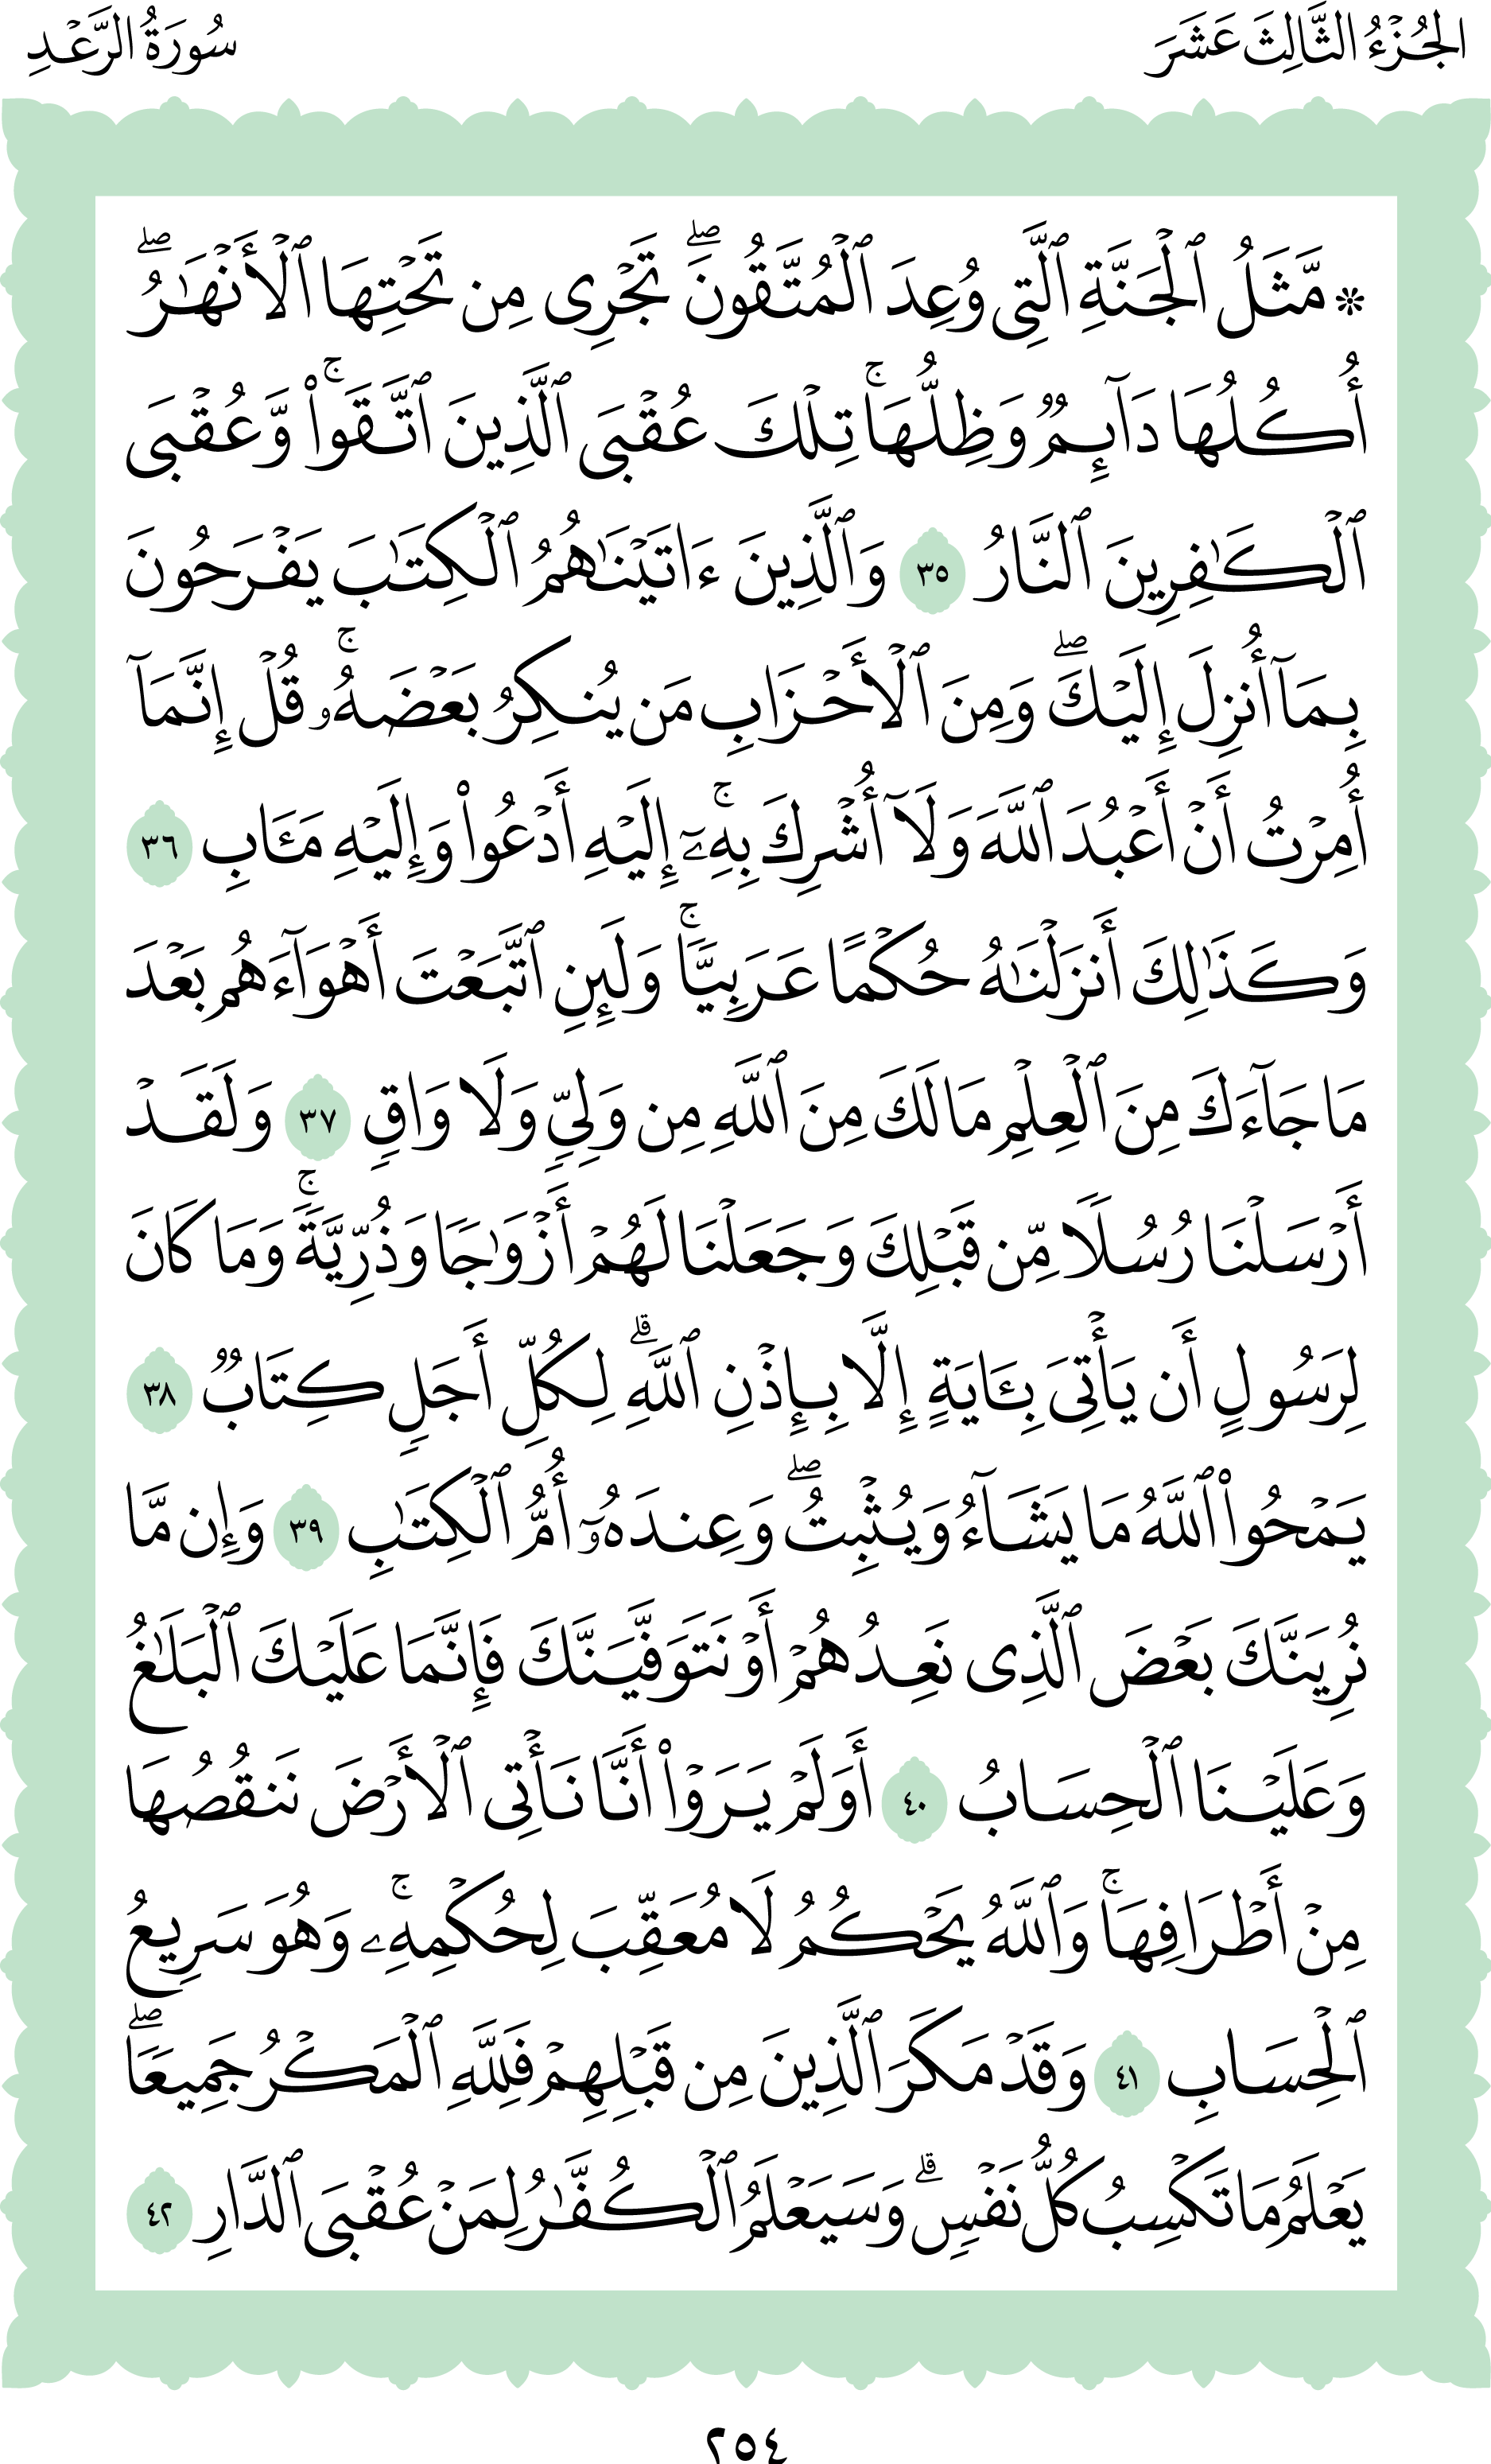 الجُزْءُ الثَّالِثَ عَشَرَ
سُورَةُ الرَّعْدِ
۞ مَّثَلُ ٱلْجَنَّةِ ٱلَّتِى وُعِدَ ٱلْمُتَّقُونَۖ تَجْرِى مِن تَحْتِهَا ٱلْأَنْهَٰرُۖ
أُكُلُهَا دَآئِمٌ وَظِلُّهَاۚ تِلْكَ عُقْبَى ٱلَّذِينَ ٱتَّقَوا۟ۚ وَّعُقْبَى
ٱلْكَٰفِرِينَ ٱلنَّارُ ٣٥ وَٱلَّذِينَ ءَاتَيْنَٰهُمُ ٱلْكِتَٰبَ يَفْرَحُونَ
بِمَآ أُنزِلَ إِلَيْكَۖ وَمِنَ ٱلْأَحْزَابِ مَن يُنكِرُ بَعْضَهُۥۚ قُلْ إِنَّمَآ
أُمِرْتُ أَنْ أَعْبُدَ ٱللَّهَ وَلَآ أُشْرِكَ بِهِۦٓۚ إِلَيْهِ أَدْعُوا۟ وَإِلَيْهِ مَـَٔابِ ٣٦
وَكَذَٰلِكَ أَنزَلْنَٰهُ حُكْمًا عَرَبِيًّاۚ وَلَئِنِ ٱتَّبَعْتَ أَهْوَآءَهُم بَعْدَ
مَا جَآءَكَ مِنَ ٱلْعِلْمِ مَا لَكَ مِنَ ٱللَّهِ مِن وَلِىٍّ وَلَا وَاقٍ ٣٧ وَلَقَدْ
أَرْسَلْنَا رُسُلًا مِّن قَبْلِكَ وَجَعَلْنَا لَهُمْ أَزْوَٰجًا وَذُرِّيَّةًۚ وَمَا كَانَ
لِرَسُولٍ أَن يَأْتِىَ بِـَٔايَةٍ إِلَّا بِإِذْنِ ٱللَّهِۗ لِكُلِّ أَجَلٍ كِتَابٌ ٣٨
يَمْحُوا۟ ٱللَّهُ مَا يَشَآءُ وَيُثْبِتُۖ وَعِندَهُۥٓ أُمُّ ٱلْكِتَٰبِ ٣٩ وَإِن مَّا
نُرِيَنَّكَ بَعْضَ ٱلَّذِى نَعِدُهُمْ أَوْ نَتَوَفَّيَنَّكَ فَإِنَّمَا عَلَيْكَ ٱلْبَلَٰغُ
وَعَلَيْنَا ٱلْحِسَابُ ٤٠ أَوَلَمْ يَرَوْا۟ أَنَّا نَأْتِى ٱلْأَرْضَ نَنقُصُهَا
مِنْ أَطْرَافِهَاۚ وَٱللَّهُ يَحْكُمُ لَا مُعَقِّبَ لِحُكْمِهِۦۚ وَهُوَ سَرِيعُ
ٱلْحِسَابِ ٤١ وَقَدْ مَكَرَ ٱلَّذِينَ مِن قَبْلِهِمْ فَلِلَّهِ ٱلْمَكْرُ جَمِيعًاۖ
يَعْلَمُ مَا تَكْسِبُ كُلُّ نَفْسٍۗ وَسَيَعْلَمُ ٱلْكُفَّٰرُ لِمَنْ عُقْبَى ٱلدَّارِ ٤٢
٢٥٤